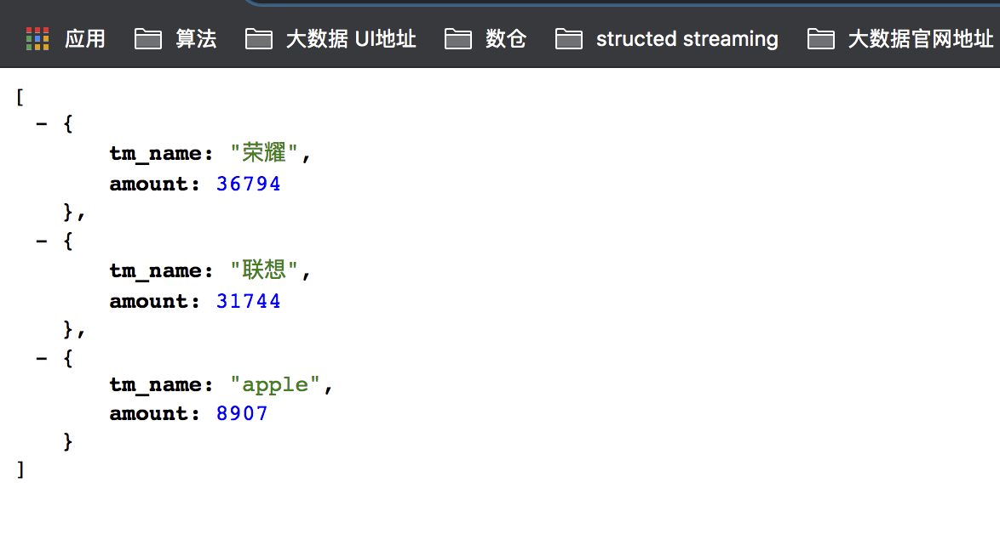 应用 算法 大数据 UI地址 数仓 structed streaming 大数据官网地址
[
- {
tm_name: "荣耀",
amount: 36794
},
- {
tm_name: "联想",
amount: 31744
},
- {
tm_name: "apple",
amount: 8907
}
]